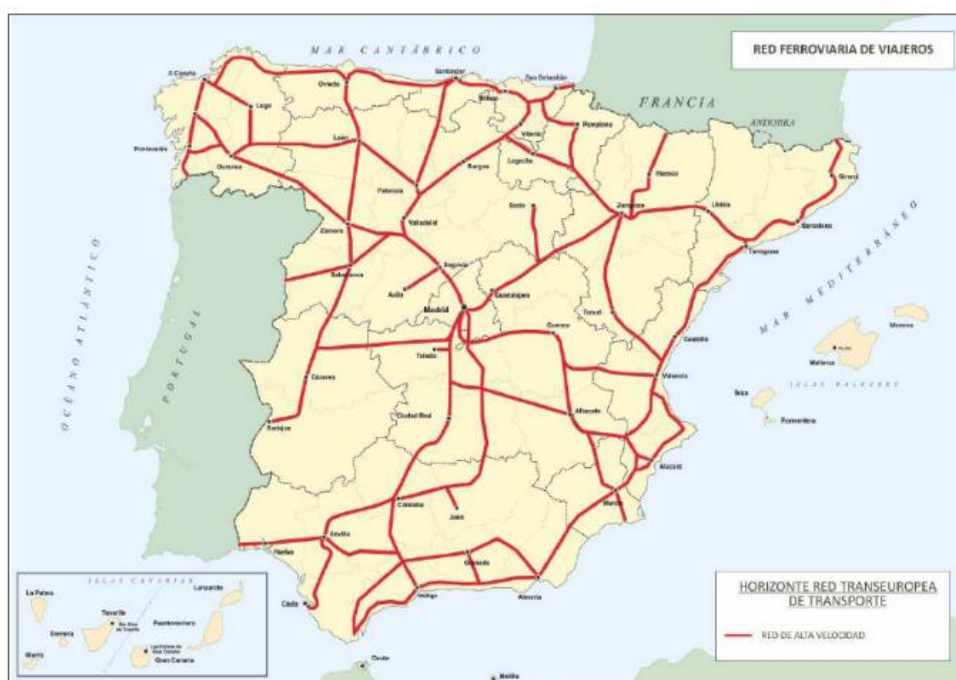 MAR CANTÁBRICO
RED FERROVIARIA DE VIAJEROS
A Coruña
Oviedo
Santander
San Sebastián
Bilbao
FRANCIA
ANDORRA
Lugo
Vitoria
Pamplona
Pontevedra
León
Logroño
Ourense
Burgos
Huesca
Girona
Palencia
Soria
Zaragoza
Lleida
Valladolid
Barcelona
Zamora
Tarragona
Segovia
Salamanca
Ávila
Guadalajara
Madrid
MAR MEDITERRÁNEO
OCÉANO ATLÁNTICO
PORTUGAL
Cuenca
Teruel
Castelló
Menorca
Mallorca
Toledo
Valencia
ISLAS BALEARES
Ibiza
Cáceres
Formentera
Ciudad Real
Albacete
Badajoz
Alacant
Murcia
Córdoba
Jaén
Sevilla
Huelva
Granada
Almería
Málaga
Cádiz
ISLAS CANARIAS
La Palma
Lanzarote
Tenerife
Fuerteventura
Gomera
Hierro
Gran Canaria
Ceuta
Melilla
HORIZONTE RED TRANSEUROPEA
DE TRANSPORTE
RED DE ALTA VELOCIDAD